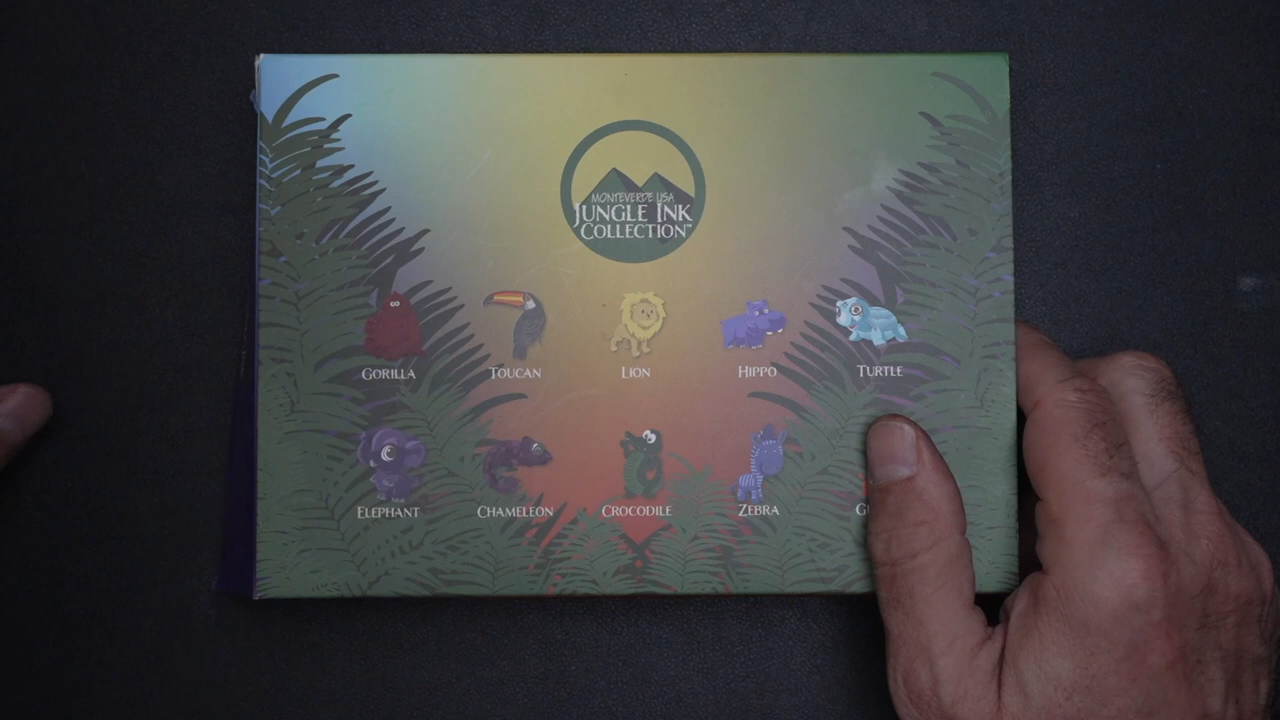 MONTEVERDE USA
JUNGLE INK
COLLECTION™
GORILLA
TOUCAN
LION
HIPPO
TURTLE
ELEPHANT
CHAMELEON
CROCODILE
ZEBRA